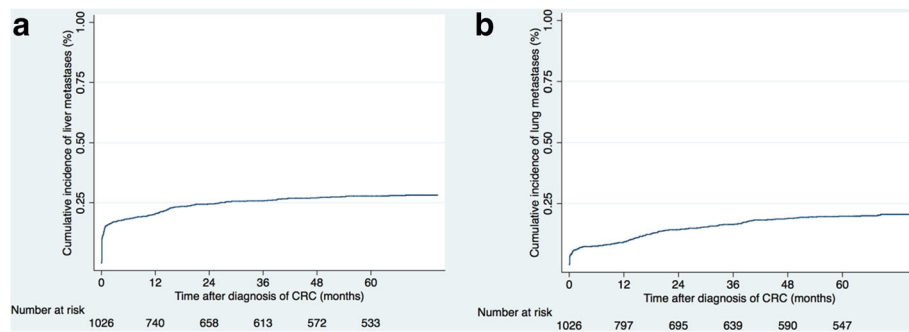 a
Cumulative incidence of liver metastases (%)
1.00
0.75
0.50
0.25
0 12 24 36 48 60
Time after diagnosis of CRC (months)
Number at risk
1026 740 658 613 572 533
b
Cumulative incidence of lung metastases (%)
1.00
0.75
0.50
0.25
0 12 24 36 48 60
Time after diagnosis of CRC (months)
Number at risk
1026 797 695 639 590 547